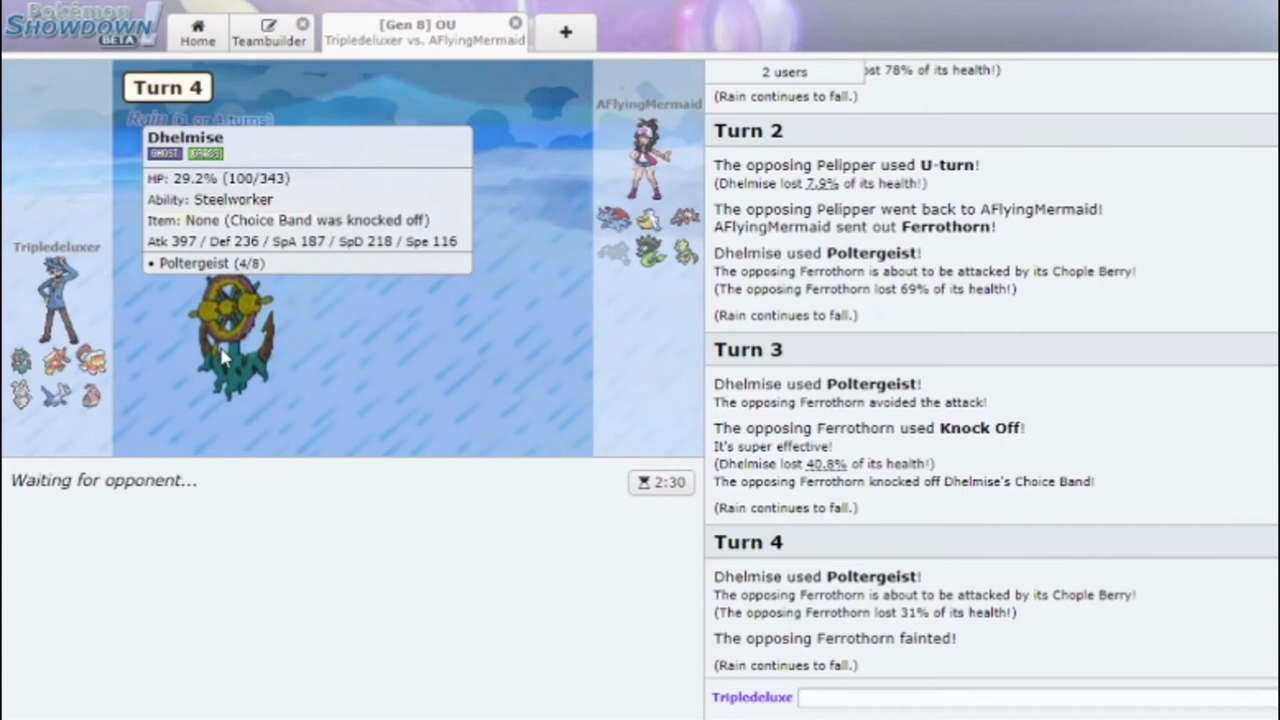 Pokémon
SHOWDOWN!
BETA
Home
Teambuilder
[Gen 8] OU
Tripledeluxer vs. AFlyingMermaid
+
Turn 4
Dhelmise
GHOST GRASS
HP: 29.2% (100/343)
Ability: Steelworker
Item: None (Choice Band was knocked off)
Atk 397 / Def 236 / SpA 187 / SpD 218 / Spe 116
• Poltergeist (4/8)
Tripledeluxer
AFlyingMermaid
Waiting for opponent...
2:30
2 users
ost 78% of its health!)
(Rain continues to fall.)
Turn 2
The opposing Pelipper used U-turn!
(Dhelmise lost 7.9% of its health!)
The opposing Pelipper went back to AFlyingMermaid!
AFlyingMermaid sent out Ferrothorn!
Dhelmise used Poltergeist!
The opposing Ferrothorn is about to be attacked by its Chople Berry!
(The opposing Ferrothorn lost 69% of its health!)
(Rain continues to fall.)
Turn 3
Dhelmise used Poltergeist!
The opposing Ferrothorn avoided the attack!
The opposing Ferrothorn used Knock Off!
It's super effective!
(Dhelmise lost 40.8% of its health!)
The opposing Ferrothorn knocked off Dhelmise's Choice Band!
(Rain continues to fall.)
Turn 4
Dhelmise used Poltergeist!
The opposing Ferrothorn is about to be attacked by its Chople Berry!
(The opposing Ferrothorn lost 31% of its health!)
The opposing Ferrothorn fainted!
(Rain continues to fall.)
Tripledeluxe